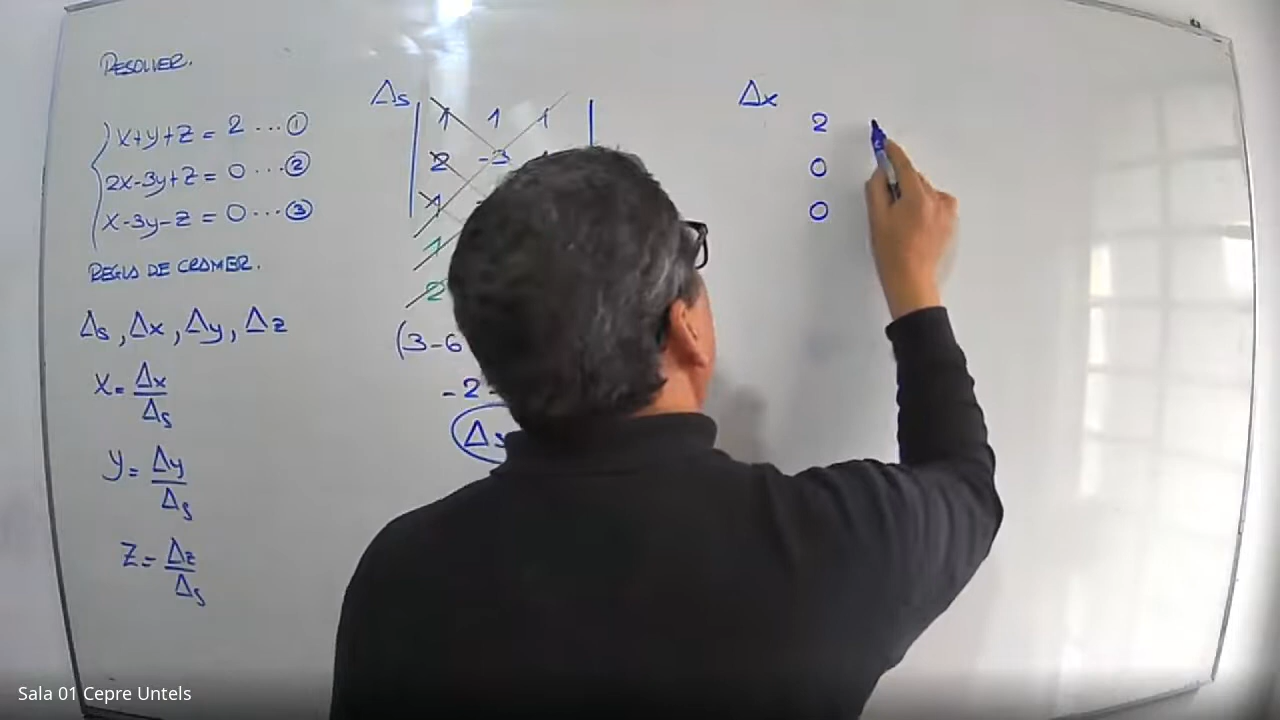 RESOLVER.
x+y+z = 2 ... ①
2x-3y+z = 0 ... ②
x-3y-z = 0 ... ③
REGLA DE CRAMER.
Δs, Δx, Δy, Δz
x = Δx/Δs
y = Δy/Δs
z = Δz/Δs
Δs
1 1 1
2 -3
1
1
2
(3-6
-2
Δs
Δx
2
0
0
Sala 01 Cepre Untels